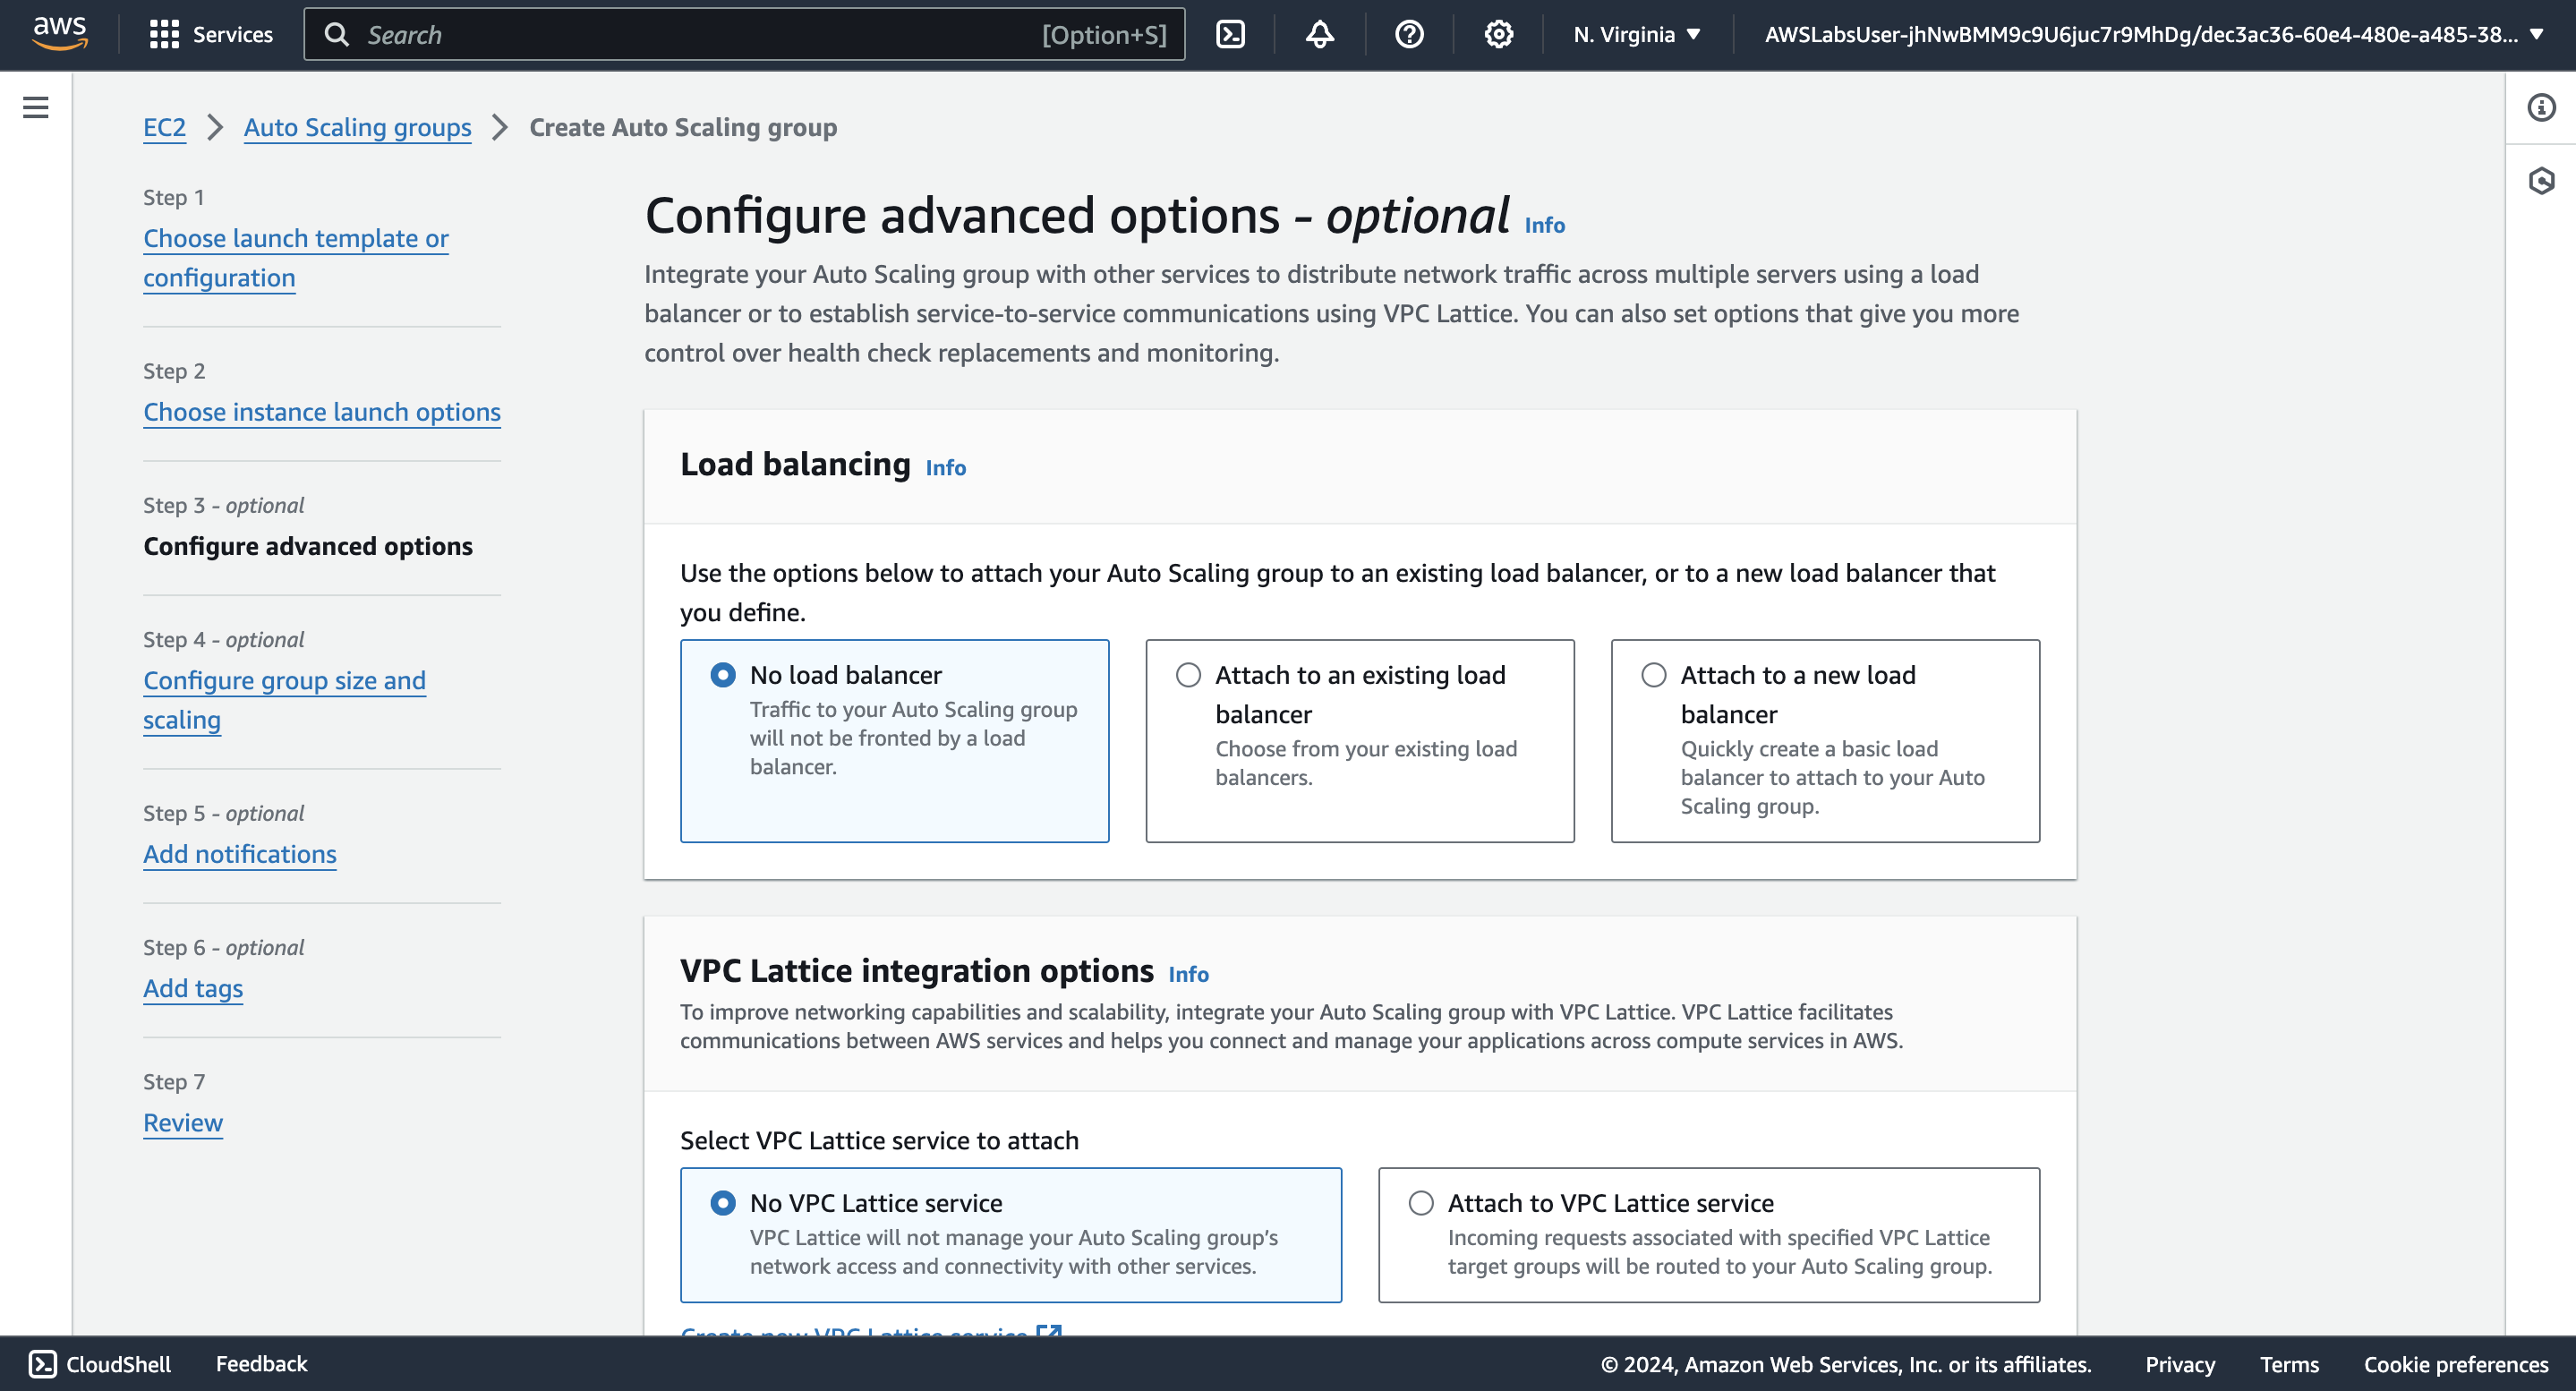 aws
Services
Search
[Option+S]
N. Virginia
AWSLabsUser-jhNwBMM9c9U6juc7r9MhDg/dec3ac36-60e4-480e-a485-38...
EC2
Auto Scaling groups
Create Auto Scaling group
Step 1
Choose launch template or
configuration
Step 2
Choose instance launch options
Step 3 - optional
Configure advanced options
Step 4 - optional
Configure group size and
scaling
Step 5 - optional
Add notifications
Step 6 - optional
Add tags
Step 7
Review
Configure advanced options - optional Info
Integrate your Auto Scaling group with other services to distribute network traffic across multiple servers using a load
balancer or to establish service-to-service communications using VPC Lattice. You can also set options that give you more
control over health check replacements and monitoring.
Load balancing Info
Use the options below to attach your Auto Scaling group to an existing load balancer, or to a new load balancer that
you define.
No load balancer
Traffic to your Auto Scaling group
will not be fronted by a load
balancer.
Attach to an existing load
balancer
Choose from your existing load
balancers.
Attach to a new load
balancer
Quickly create a basic load
balancer to attach to your Auto
Scaling group.
VPC Lattice integration options Info
To improve networking capabilities and scalability, integrate your Auto Scaling group with VPC Lattice. VPC Lattice facilitates
communications between AWS services and helps you connect and manage your applications across compute services in AWS.
Select VPC Lattice service to attach
No VPC Lattice service
VPC Lattice will not manage your Auto Scaling group's
network access and connectivity with other services.
Attach to VPC Lattice service
Incoming requests associated with specified VPC Lattice
target groups will be routed to your Auto Scaling group.
Create new VPC Lattice service
CloudShell
Feedback
© 2024, Amazon Web Services, Inc. or its affiliates.
Privacy
Terms
Cookie preferences